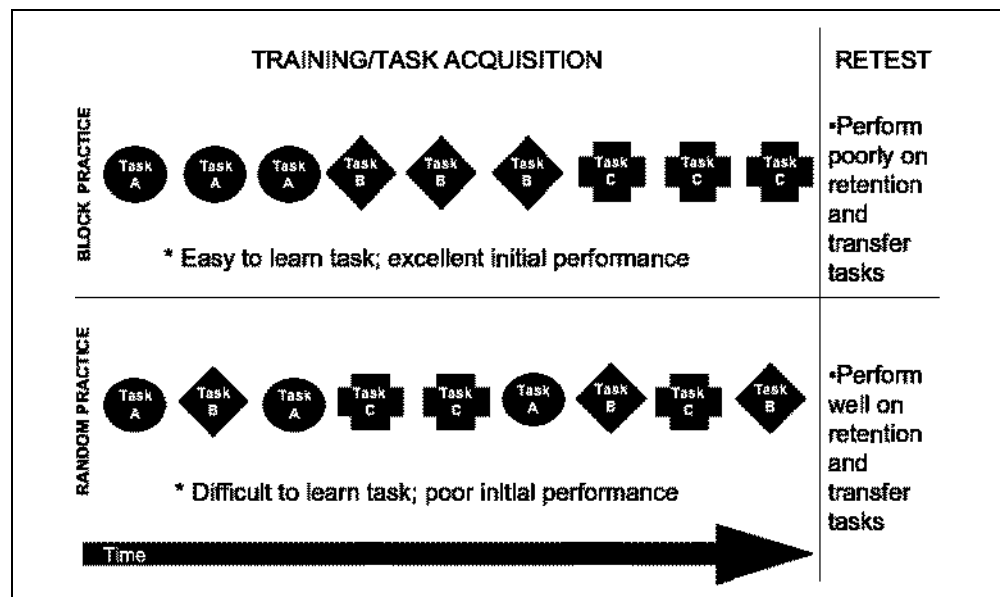 TRAINING/TASK ACQUISITION
RETEST
BLOCK PRACTICE
Task A
Task A
Task A
Task B
Task B
Task B
Task C
Task C
Task C
* Easy to learn task; excellent initial performance
•Perform
poorly on
retention
and
transfer
tasks
RANDOM PRACTICE
Task A
Task B
Task A
Task C
Task C
Task A
Task B
Task C
Task B
* Difficult to learn task; poor initial performance
•Perform
well on
retention
and
transfer
tasks
Time